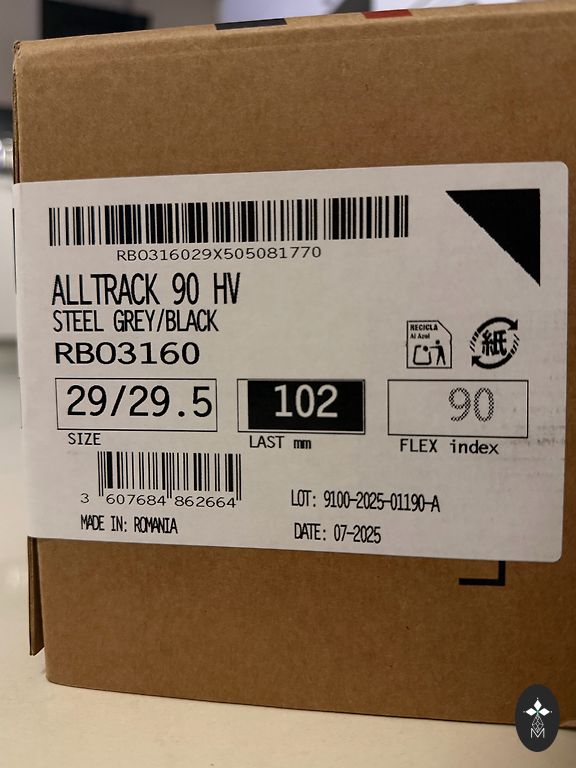 RBO316029X505081770
ALLTRACK 90 HV
STEEL GREY/BLACK
RBO3160
RECICLA
Al Azul
紙
29/29.5
102
90
SIZE
LAST mm
FLEX index
3 607684 862664
LOT: 9100-2025-01190-A
MADE IN: ROMANIA
DATE: 07-2025
M